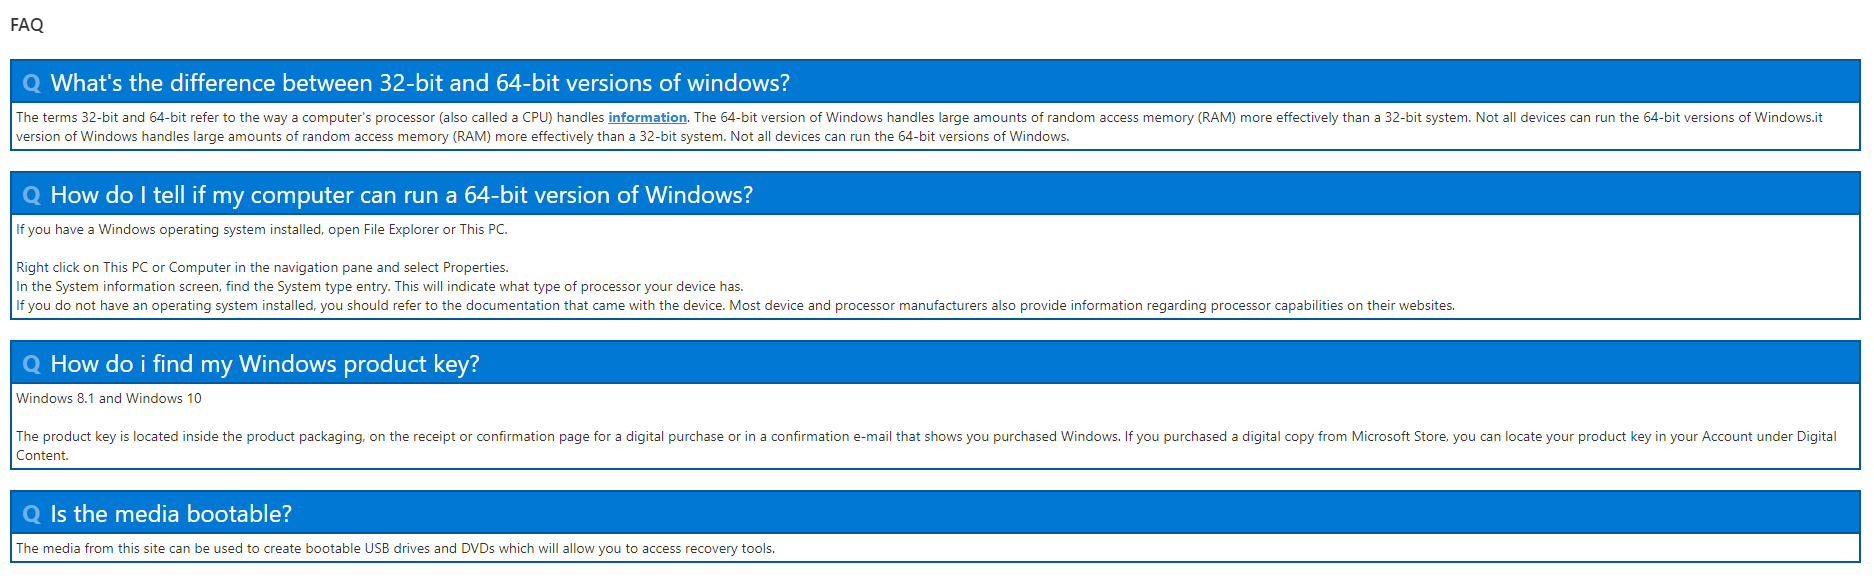 FAQ
Q What's the difference between 32-bit and 64-bit versions of windows?
The terms 32-bit and 64-bit refer to the way a computer's processor (also called a CPU) handles information. The 64-bit version of Windows handles large amounts of random access memory (RAM) more effectively than a 32-bit system. Not all devices can run the 64-bit versions of Windows.it
version of Windows handles large amounts of random access memory (RAM) more effectively than a 32-bit system. Not all devices can run the 64-bit versions of Windows.
Q How do I tell if my computer can run a 64-bit version of Windows?
If you have a Windows operating system installed, open File Explorer or This PC.
Right click on This PC or Computer in the navigation pane and select Properties.
In the System information screen, find the System type entry. This will indicate what type of processor your device has.
If you do not have an operating system installed, you should refer to the documentation that came with the device. Most device and processor manufacturers also provide information regarding processor capabilities on their websites.
Q How do i find my Windows product key?
Windows 8.1 and Windows 10
The product key is located inside the product packaging, on the receipt or confirmation page for a digital purchase or in a confirmation e-mail that shows you purchased Windows. If you purchased a digital copy from Microsoft Store, you can locate your product key in your Account under Digital
Content.
Q Is the media bootable?
The media from this site can be used to create bootable USB drives and DVDs which will allow you to access recovery tools.